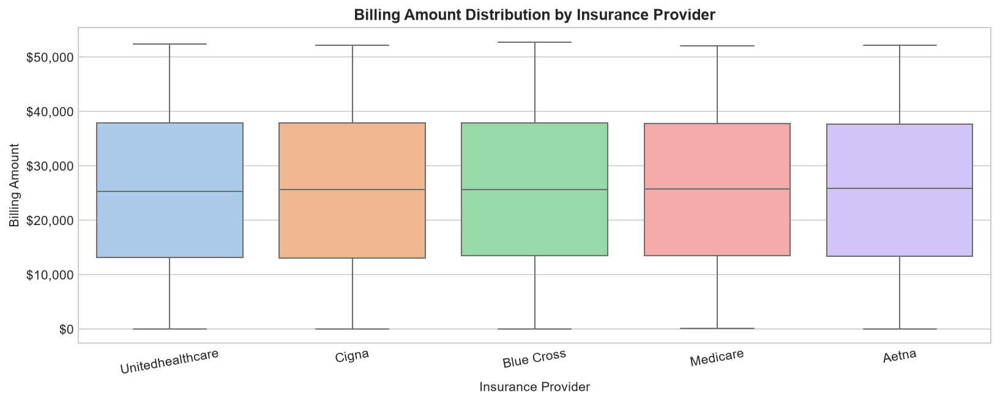 Billing Amount Distribution by Insurance Provider
Billing Amount
$50,000
$40,000
$30,000
$20,000
$10,000
$0
Unitedhealthcare
Cigna
Blue Cross
Medicare
Aetna
Insurance Provider